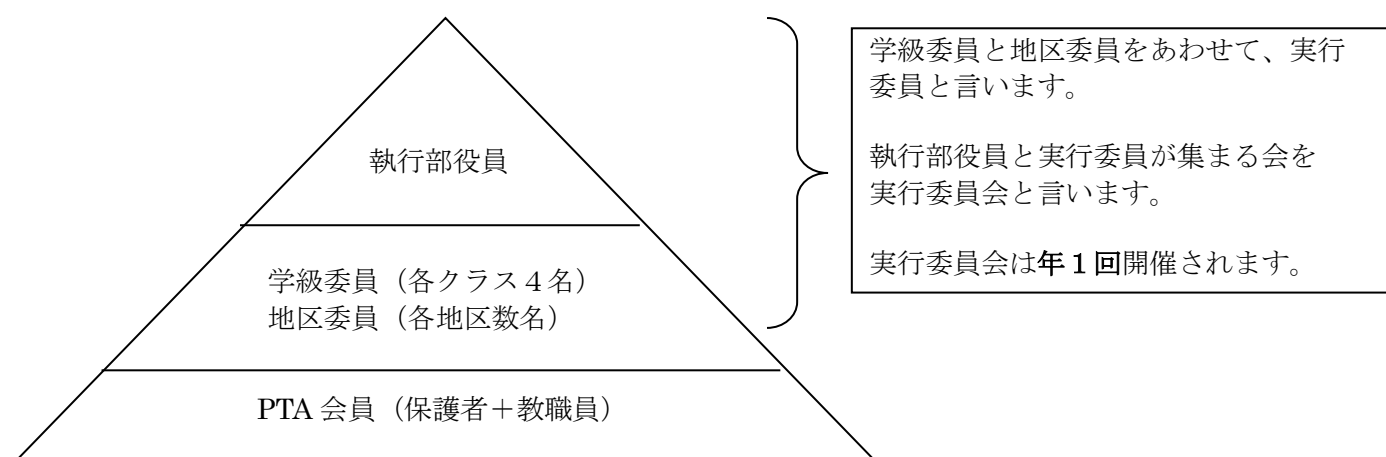 執行部役員
学級委員（各クラス４名）
地区委員（各地区数名）
PTA 会員（保護者＋教職員）
学級委員と地区委員をあわせて、実行
委員と言います。
執行部役員と実行委員が集まる会を
実行委員会と言います。
実行委員会は年１回開催されます。